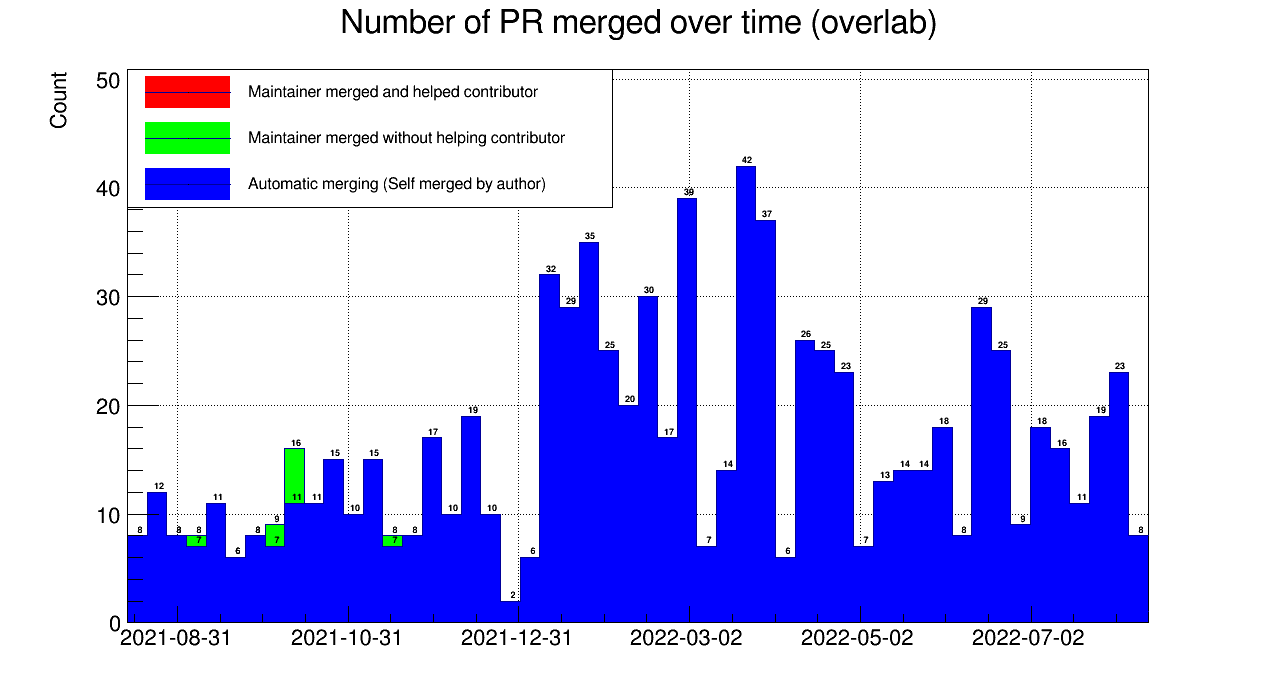 Number of PR merged over time (overlab)
Count
50
40
30
20
10
0
Maintainer merged and helped contributor
Maintainer merged without helping contributor
Automatic merging (Self merged by author)
8 12 8 8 7 11 6 8 9 7 16 11 11 15 10 15 8 7 8 17 10 19 10 2 6 32 29 35 25 20 30 17 39 7 14 42 37 6 26 25 23 7 13 14 14 18 8 29 25 9 18 16 11 19 23 8
2021-08-31 2021-10-31 2021-12-31 2022-03-02 2022-05-02 2022-07-02